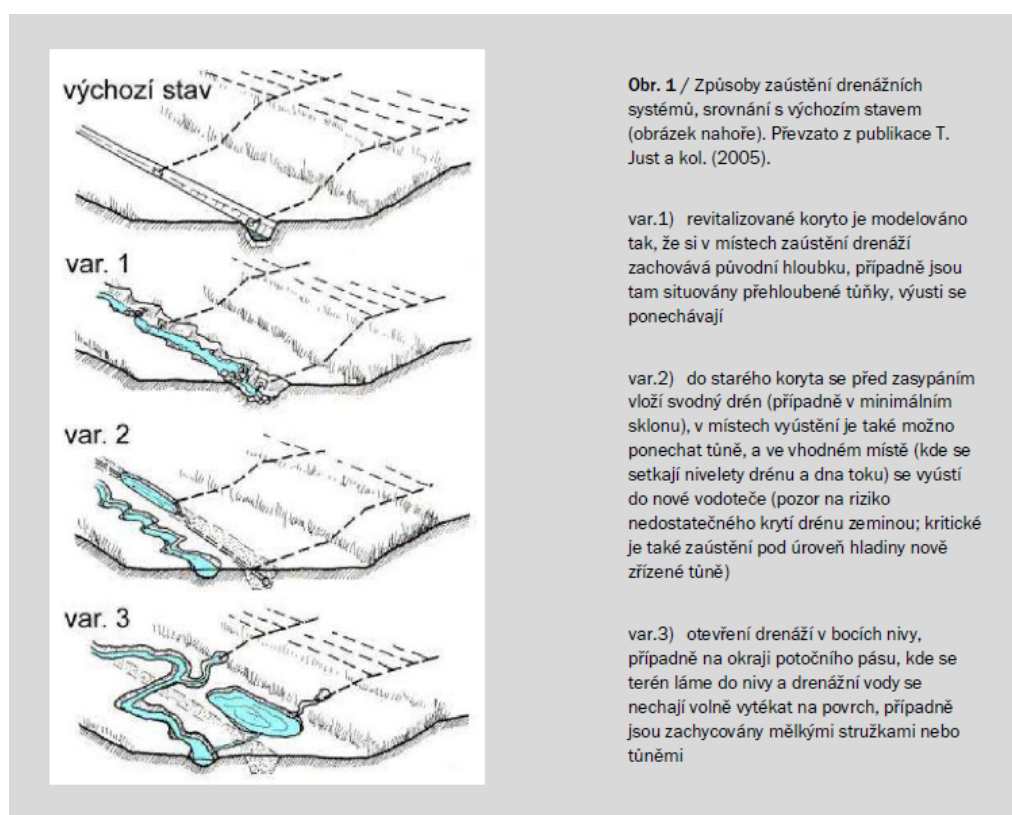 výchozí stav
var. 1
var. 2
var. 3
Obr. 1 / Způsoby zaústění drenážních
systémů, srovnání s výchozím stavem
(obrázek nahoře). Převzato z publikace T.
Just a kol. (2005).
var.1) revitalizované koryto je modelováno
tak, že si v místech zaústění drenáží
zachovává původní hloubku, případně jsou
tam situovány přehloubené tůňky, výusti se
ponechávají
var.2) do starého koryta se před zasypáním
vloží svodný drén (případně v minimálním
sklonu), v místech vyústění je také možno
ponechat tůně, a ve vhodném místě (kde se
setkají nivelety drénu a dna toku) se vyústí
do nové vodoteče (pozor na riziko
nedostatečného krytí drénu zeminou; kritické
je také zaústění pod úroveň hladiny nově
zřízené tůně)
var.3) otevření drenáží v bocích nivy,
případně na okraji potočního pásu, kde se
terén láme do nivy a drenážní vody se
nechají volně vytékat na povrch, případně
jsou zachycovány mělkými stružkami nebo
tůněmi